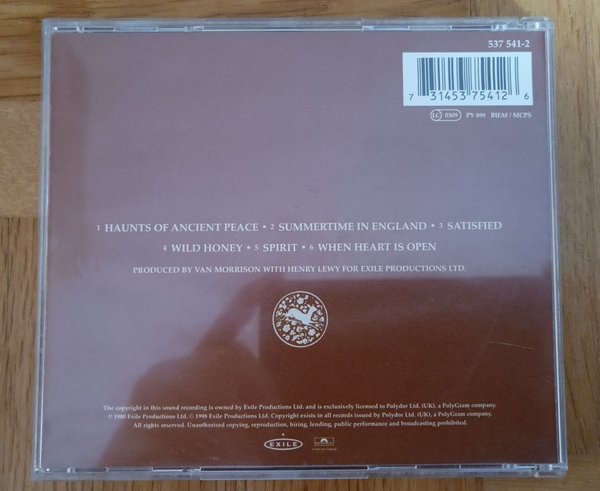 537 541-2
7 31453 75412 6
LC 0309 PY 899 BIEM / MCPS
1 HAUNTS OF ANCIENT PEACE • 2 SUMMERTIME IN ENGLAND • 3 SATISFIED
4 WILD HONEY • 5 SPIRIT • 6 WHEN HEART IS OPEN
PRODUCED BY VAN MORRISON WITH HENRY LEWY FOR EXILE PRODUCTIONS LTD.
The copyright in this sound recording is owned by Exile Productions Ltd. and is exclusively licensed to Polydor Ltd. (UK), a PolyGram company.
℗ 1980 Exile Productions Ltd. © 1998 Exile Productions Ltd. Copyright exists in all records issued by Polydor Ltd. (UK), a PolyGram company.
All rights reserved. Unauthorised copying, reproduction, hiring, lending, public performance and broadcasting prohibited.
EXILE